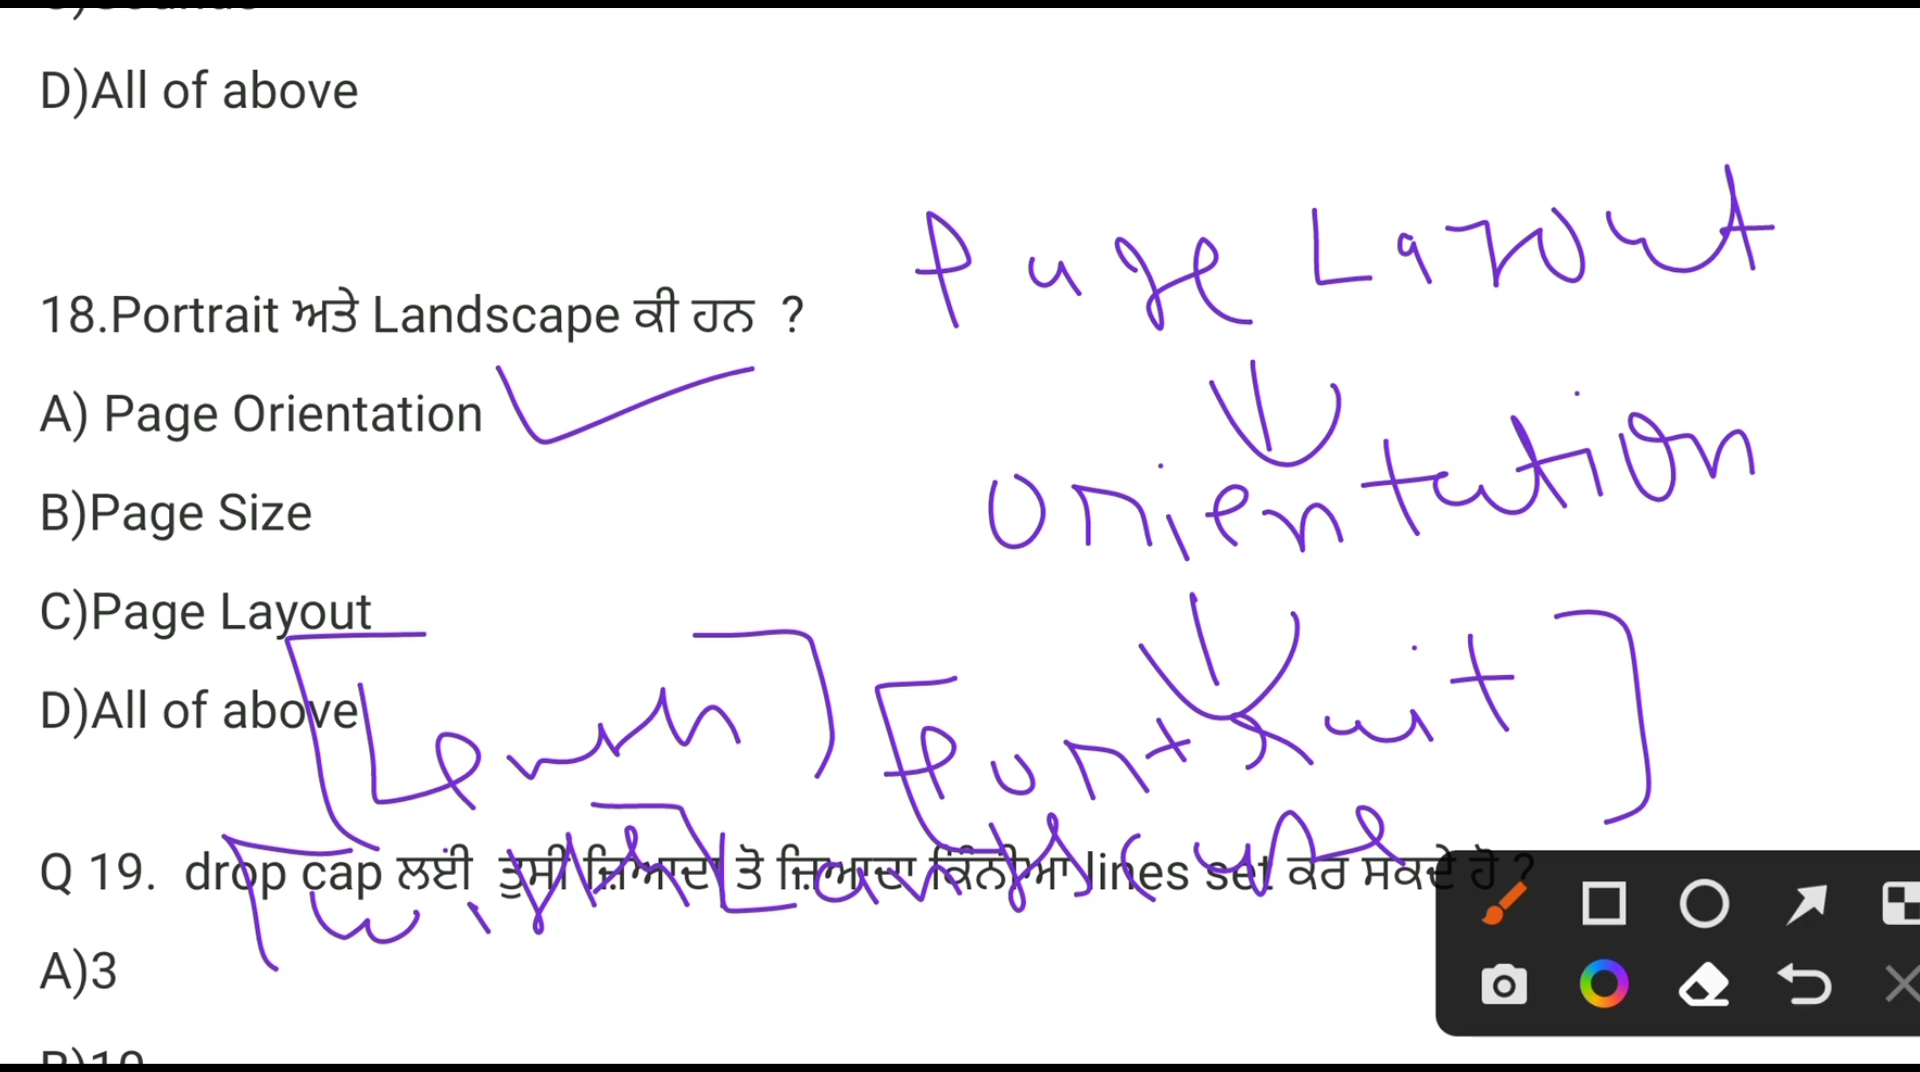 D)All of above
Page Layout
18.Portrait ਅਤੇ Landscape ਕੀ ਹਨ ?
A) Page Orientation
Orientation
B)Page Size
C)Page Layout
D)All of above
Q 19. drop cap ਲਈ ਤੁਸੀ ਜ਼ਿਆਦਾ ਤੋ ਜ਼ਿਆਦਾ ਕਿੰਨੀਆ lines set ਕਰ ਸਕਦੇ ਹੋ ?
A)3